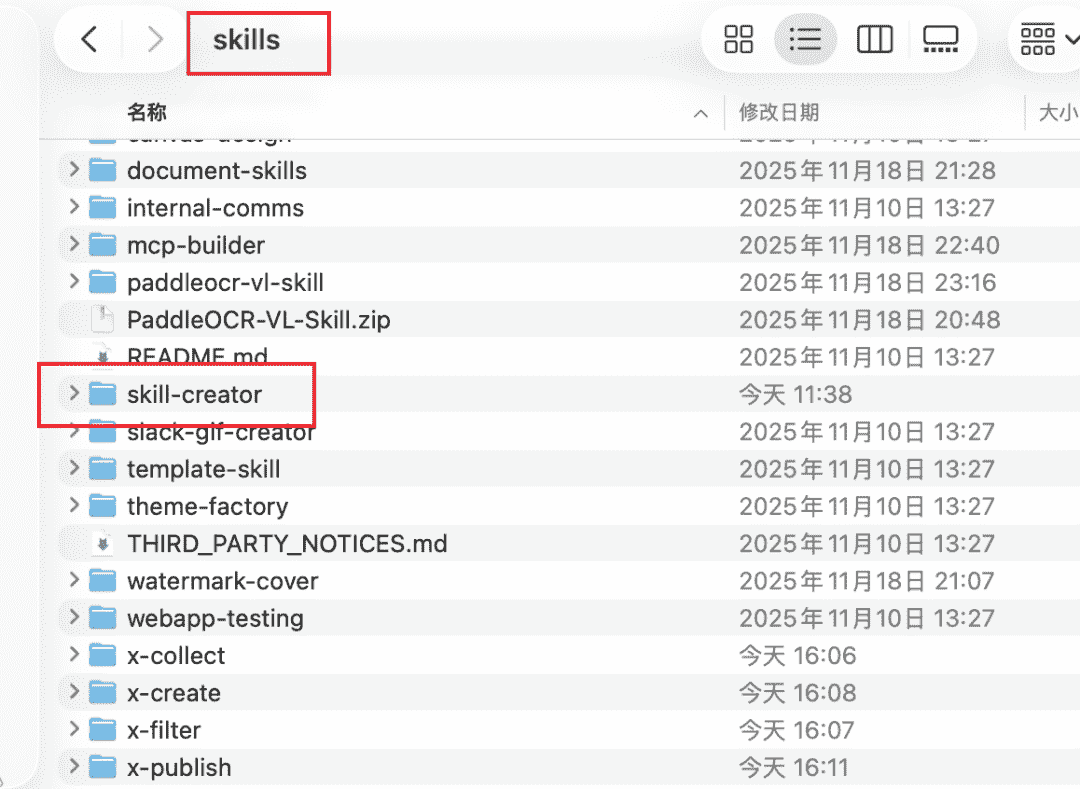 skills
名称 修改日期 大小
document-skills 2025年11月18日 21:28
internal-comms 2025年11月10日 13:27
mcp-builder 2025年11月18日 22:40
paddleocr-vl-skill 2025年11月18日 23:16
PaddleOCR-VL-Skill.zip 2025年11月18日 20:48
README.md 2025年11月10日 13:27
skill-creator 今天 11:38
slack-gif-creator 2025年11月10日 13:27
template-skill 2025年11月10日 13:27
theme-factory 2025年11月10日 13:27
THIRD_PARTY_NOTICES.md 2025年11月10日 13:27
watermark-cover 2025年11月18日 21:07
webapp-testing 2025年11月10日 13:27
x-collect 今天 16:06
x-create 今天 16:08
x-filter 今天 16:07
x-publish 今天 16:11